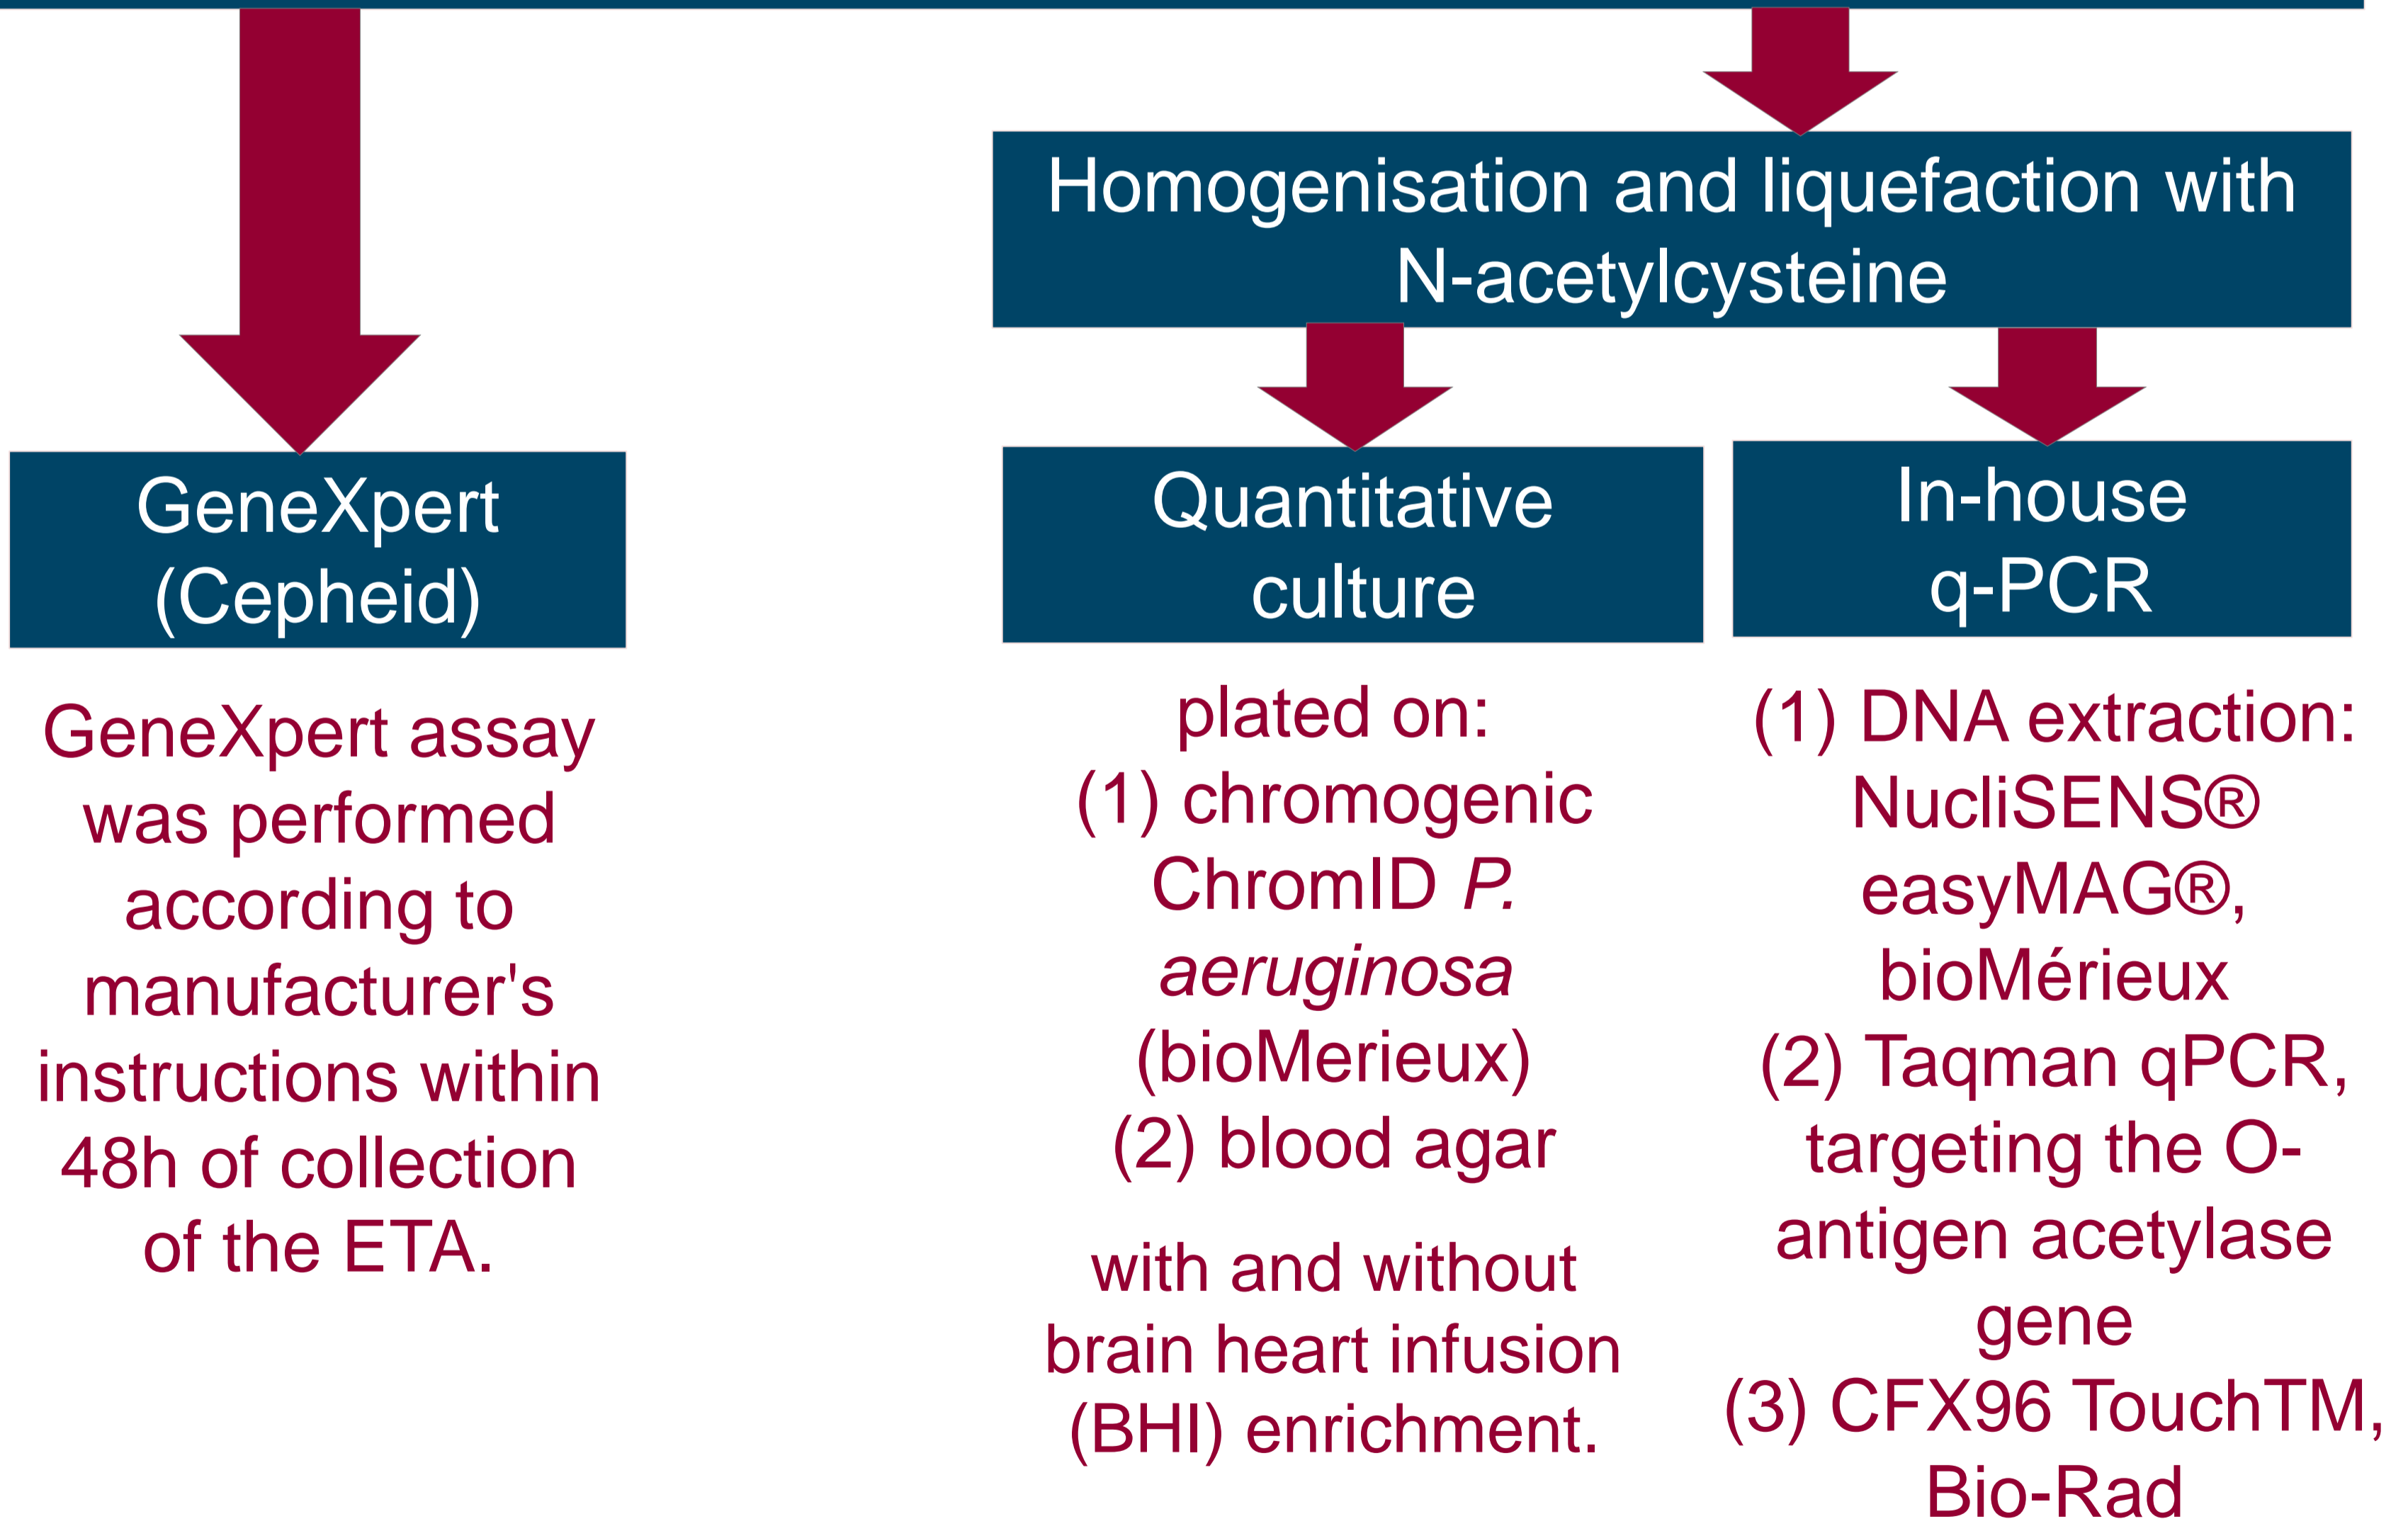 Homogenisation and liquefaction with
N-acetylcysteine
GeneXpert
(Cepheid)
GeneXpert assay
was performed
according to
manufacturer's
instructions within
48h of collection
of the ETA.
Quantitative
culture
plated on:
(1) chromogenic
ChromID P.
aeruginosa
(bioMerieux)
(2) blood agar
with and without
brain heart infusion
(BHI) enrichment.
In-house
q-PCR
(1) DNA extraction:
NucliSENS®
easyMAG®,
bioMérieux
(2) Taqman qPCR,
targeting the O-
antigen acetylase
gene
(3) CFX96 TouchTM,
Bio-Rad